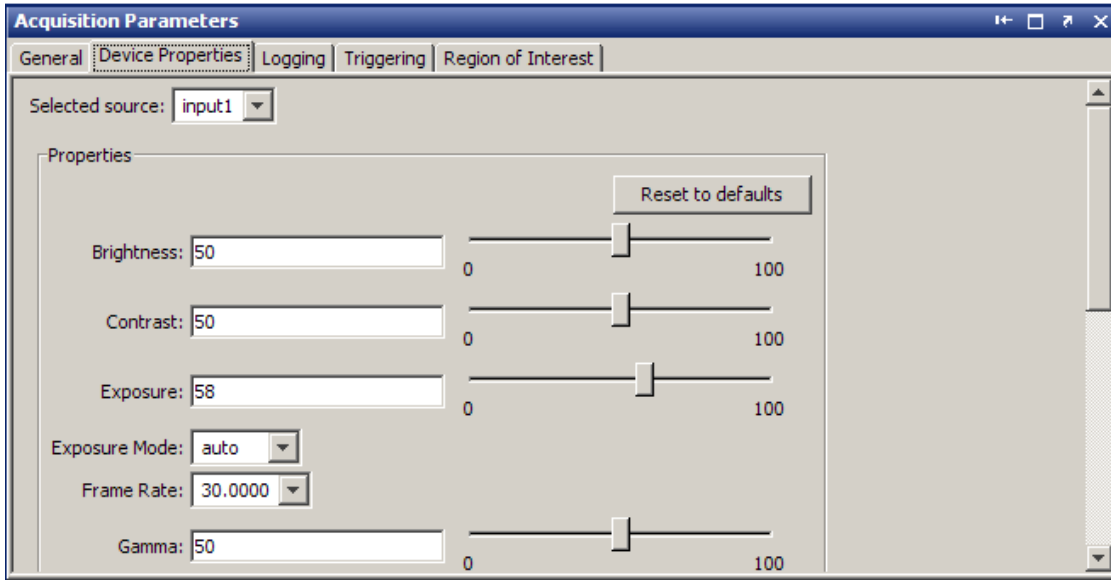 Acquisition Parameters
General Device Properties Logging Triggering Region of Interest
Selected source: input1
Properties
Reset to defaults
Brightness: 50
0 100
Contrast: 50
0 100
Exposure: 58
0 100
Exposure Mode: auto
Frame Rate: 30.0000
Gamma: 50
0 100